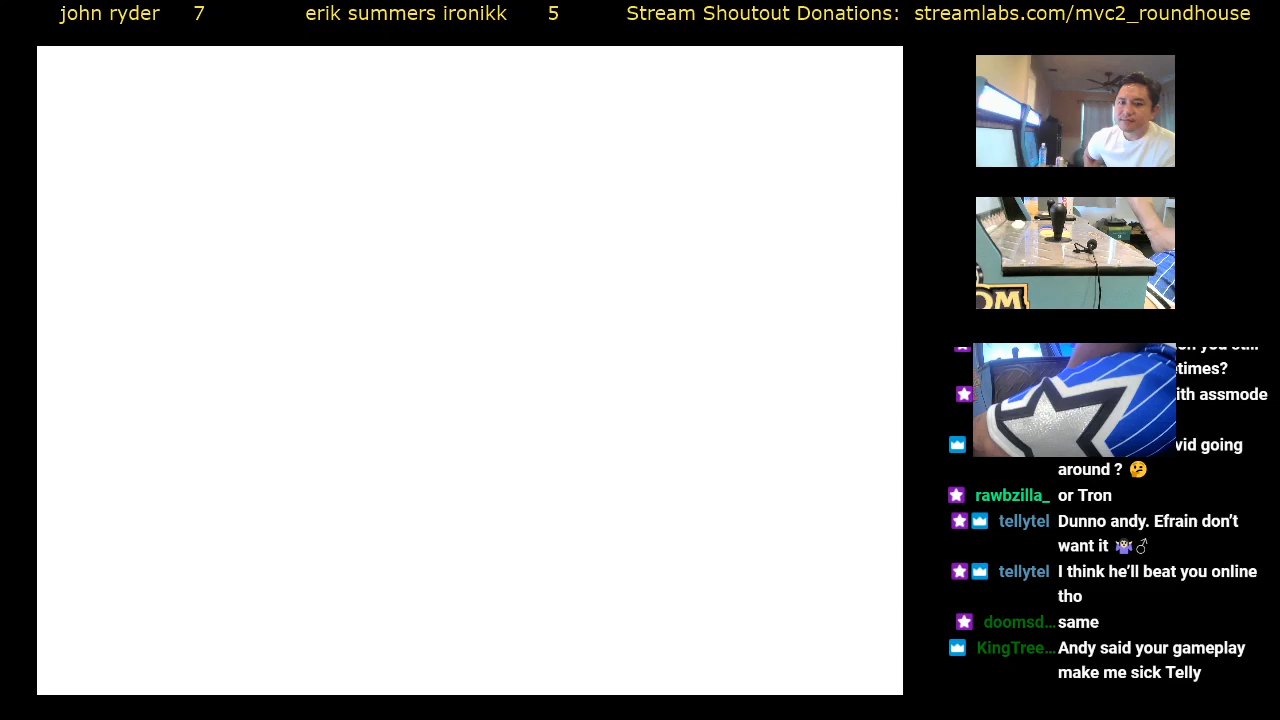 john ryder 7 erik summers ironikk 5 Stream Shoutout Donations: streamlabs.com/mvc2_roundhouse
OM
etimes?
ith assmode
vid going
around ? 🤔
rawbzilla_ or Tron
tellytel Dunno andy. Efrain don't
want it 🤷🏻♂
tellytel I think he'll beat you online
tho
doomsd… same
KingTree… Andy said your gameplay
make me sick Telly